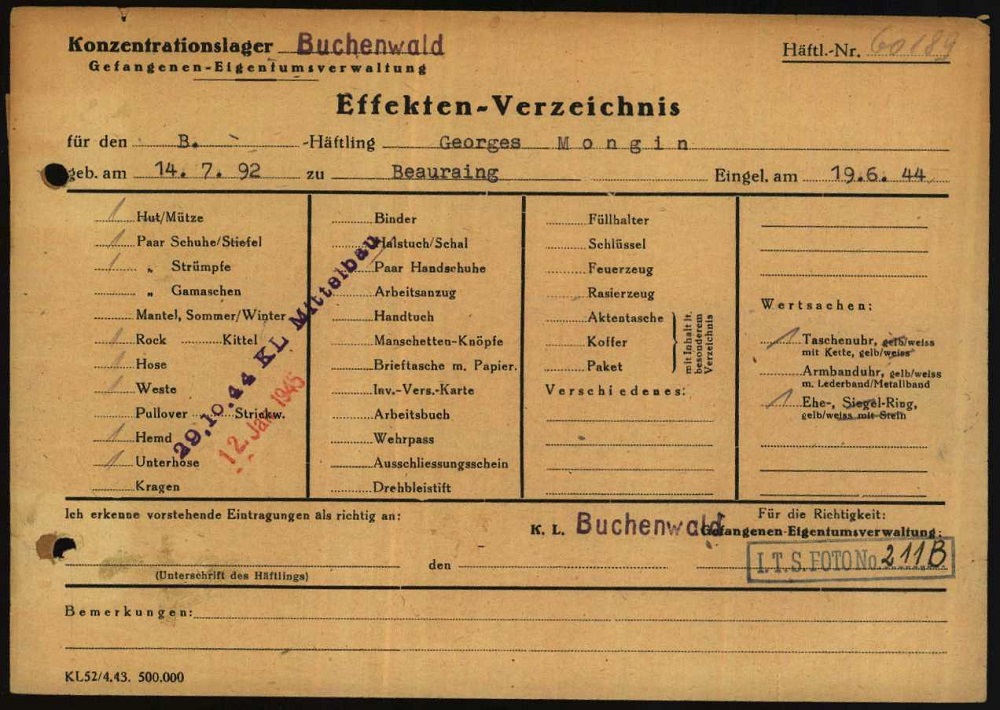 Konzentrationslager Buchenwald
Häftl.-Nr. 60189
Gefangenen-Eigentumsverwaltung
Effekten-Verzeichnis
für den B. -Häftling Georges Mongin
geb. am 14. 7. 92 zu Beauraing Eingel. am 19.6. 44
1 Hut/Mütze
1 Paar Schuhe/Stiefel
1 „ Strümpfe
„ Gamaschen
Mantel, Sommer/Winter
1 Rock Kittel
1 Hose
1 Weste
Pullover Strickw.
1 Hemd
1 Unterhose
Kragen
29.10.44 KL Mittelbau
12. Jan. 1945
Binder
Halstuch/Schal
Paar Handschuhe
Arbeitsanzug
Handtuch
Manschetten-Knöpfe
Brieftasche m. Papier.
Inv.-Vers.-Karte
Arbeitsbuch
Wehrpass
Ausschliessungsschein
Drehbleistift
Füllhalter
Schlüssel
Feuerzeug
Rasierzeug
Aktentasche
Koffer
Paket
mit Inhalt lt.
besonderem
Verzeichnis
Verschiedenes:
Wertsachen:
1 Taschenuhr, gelb/weiss
mit Kette, gelb/weiss
Armbanduhr, gelb/weiss
m. Lederband/Metallband
1 Ehe-, Siegel-Ring,
gelb/weiss mit Stein
Ich erkenne vorstehende Eintragungen als richtig an:
K. L. Buchenwald
Für die Richtigkeit:
Gefangenen-Eigentumsverwaltung:
den
I.T.S. FOTO No. 211B
(Unterschrift des Häftlings)
Bemerkungen:
KL52/4.43. 500.000